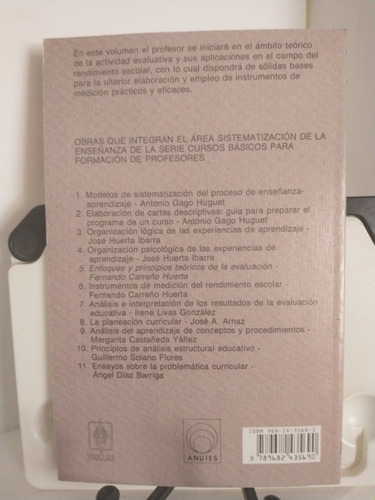 En este volumen el profesor se iniciará en el ámbito teórico
de la actividad evaluativa y sus aplicaciones en el campo del
rendimiento escolar, con lo cual dispondrá de sólidas bases
para la ulterior elaboración y empleo de instrumentos de
medición prácticos y eficaces.
OBRAS QUE INTEGRAN EL ÁREA SISTEMATIZACIÓN DE LA
ENSEÑANZA DE LA SERIE CURSOS BÁSICOS PARA
FORMACIÓN DE PROFESORES
1. Modelos de sistematización del proceso de enseñanza-
aprendizaje - Antonio Gago Huguet
2. Elaboración de cartas descriptivas: guía para preparar el
programa de un curso - Antonio Gago Huguet
3. Organización lógica de las experiencias de aprendizaje -
José Huerta Ibarra
4. Organización psicológica de las experiencias de
aprendizaje - José Huerta Ibarra
5. Enfoques y principios teóricos de la evaluación -
Fernando Carreño Huerta
6. Instrumentos de medición del rendimiento escolar -
Fernando Carreño Huerta
7. Análisis e interpretación de los resultados de la evaluación
educativa - Irene Livas González
8. La planeación curricular - José A. Arnaz
9. Análisis del aprendizaje de conceptos y procedimientos -
Margarita Castañeda Yáñez
10. Principios de análisis estructural educativo -
Guillermo Solano Flores
11. Ensayos sobre la problemática curricular -
Ángel Díaz Barriga
trillas
ANUIES
ISBN 968-24-3569-2
9 789682 435690